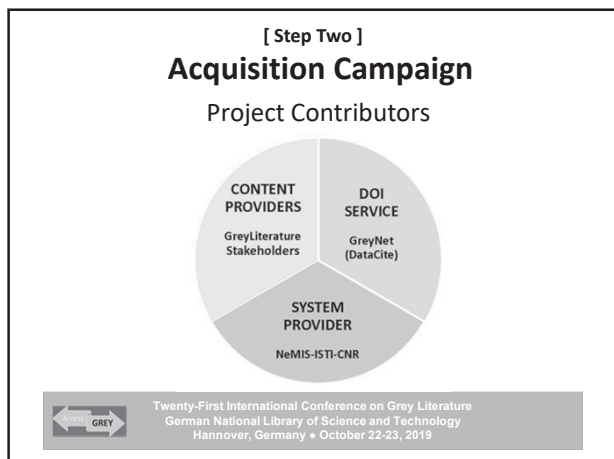 [ Step Two ]
Acquisition Campaign
Project Contributors
CONTENT
PROVIDERS
GreyLiterature
Stakeholders
DOI
SERVICE
GreyNet
(DataCite)
SYSTEM
PROVIDER
NeMIS-ISTI-CNR
Access
GREY
Twenty-First International Conference on Grey Literature
German National Library of Science and Technology
Hannover, Germany ● October 22-23, 2019